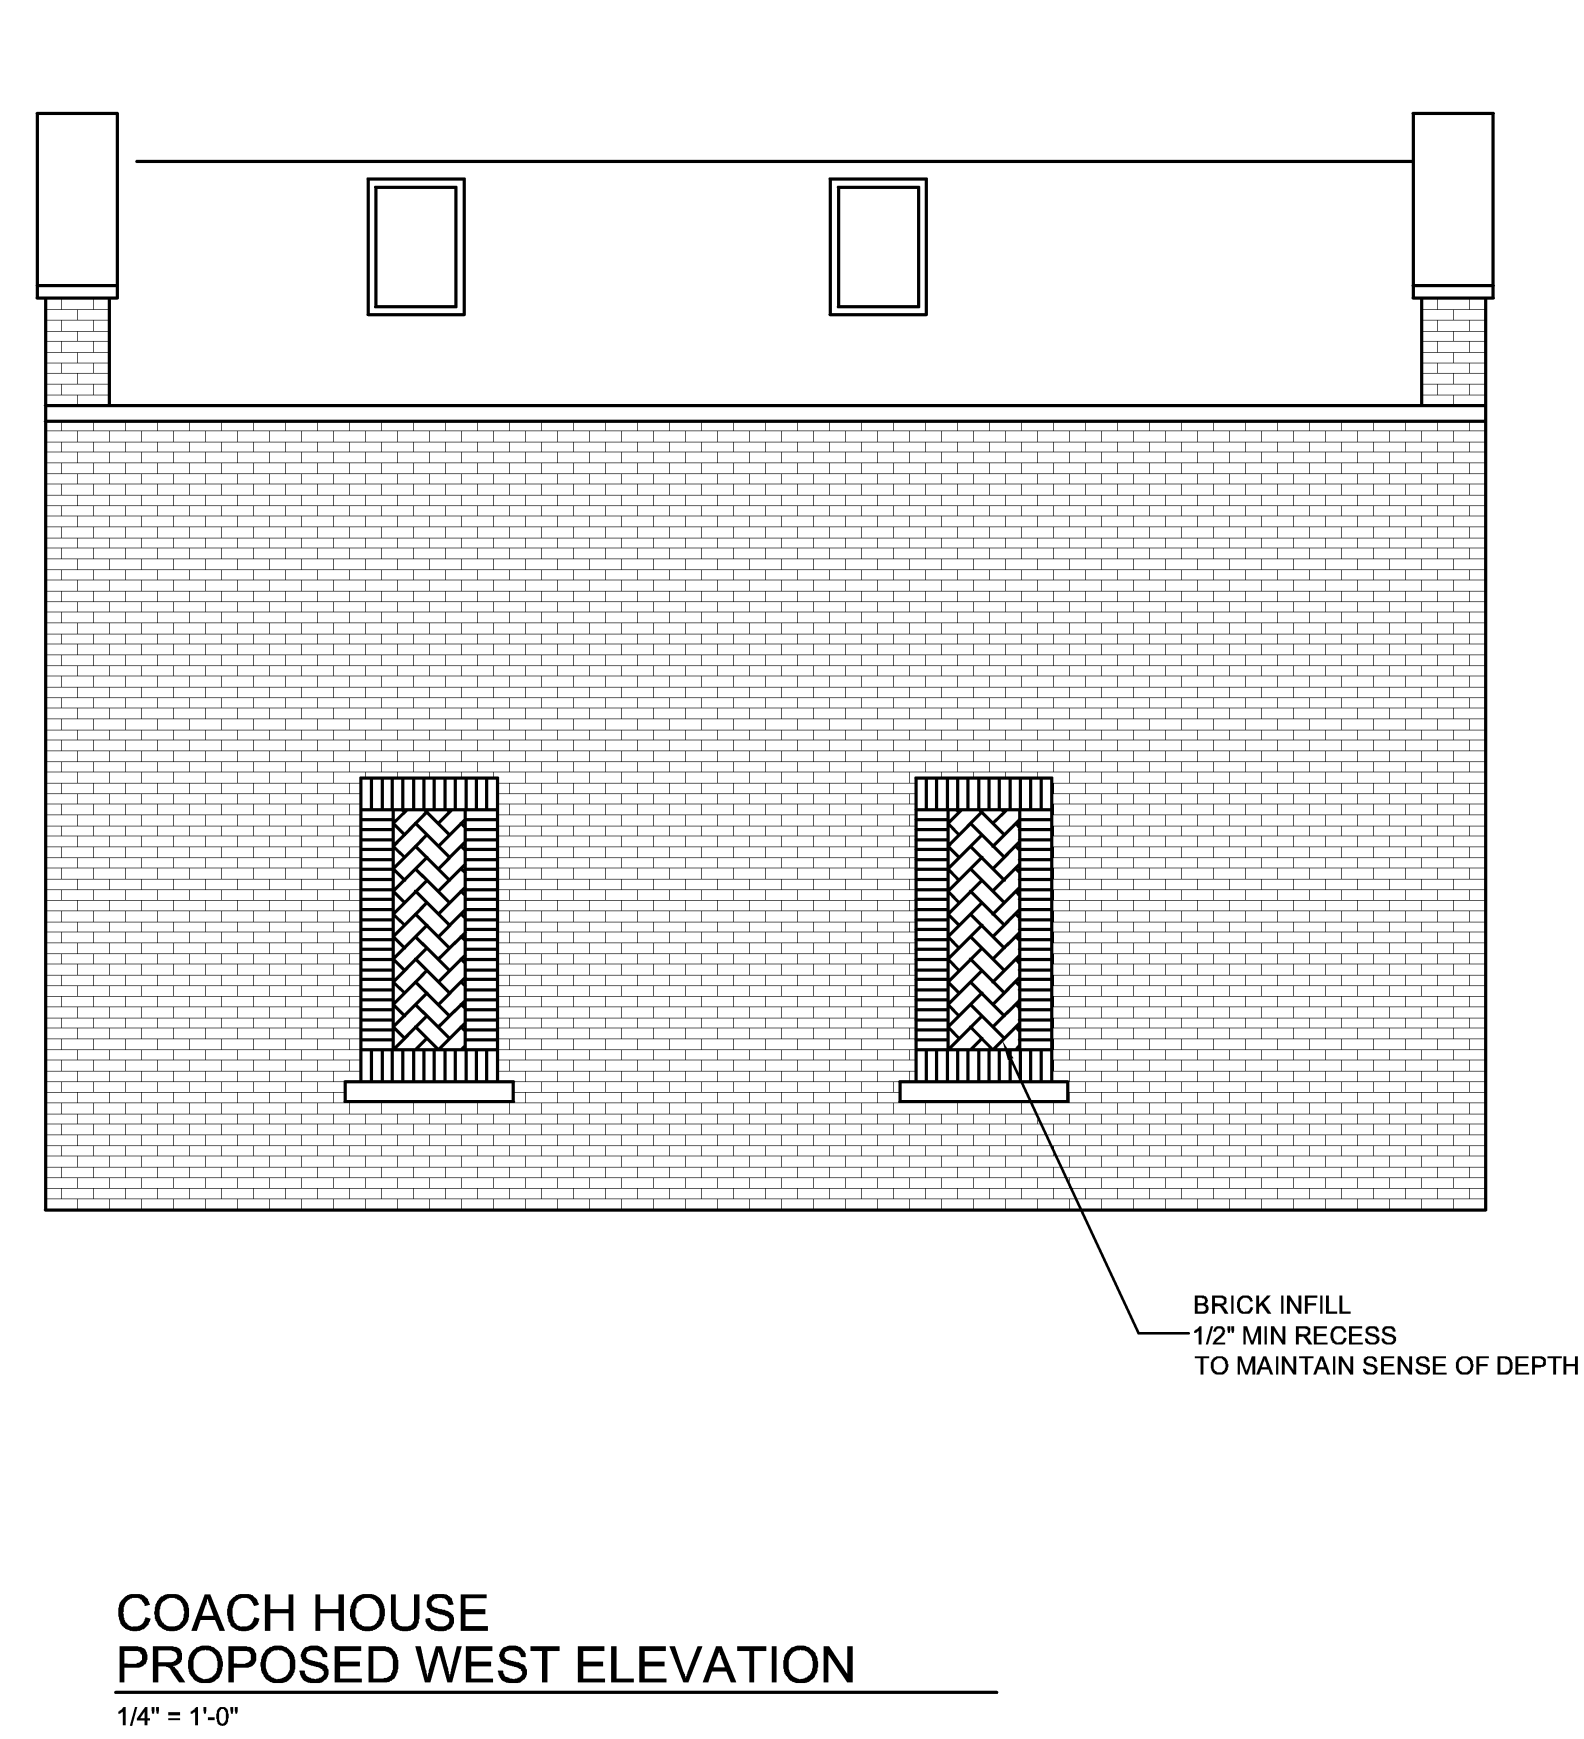 BRICK INFILL
1/2" MIN RECESS
TO MAINTAIN SENSE OF DEPTH
COACH HOUSE
PROPOSED WEST ELEVATION
1/4" = 1'-0"